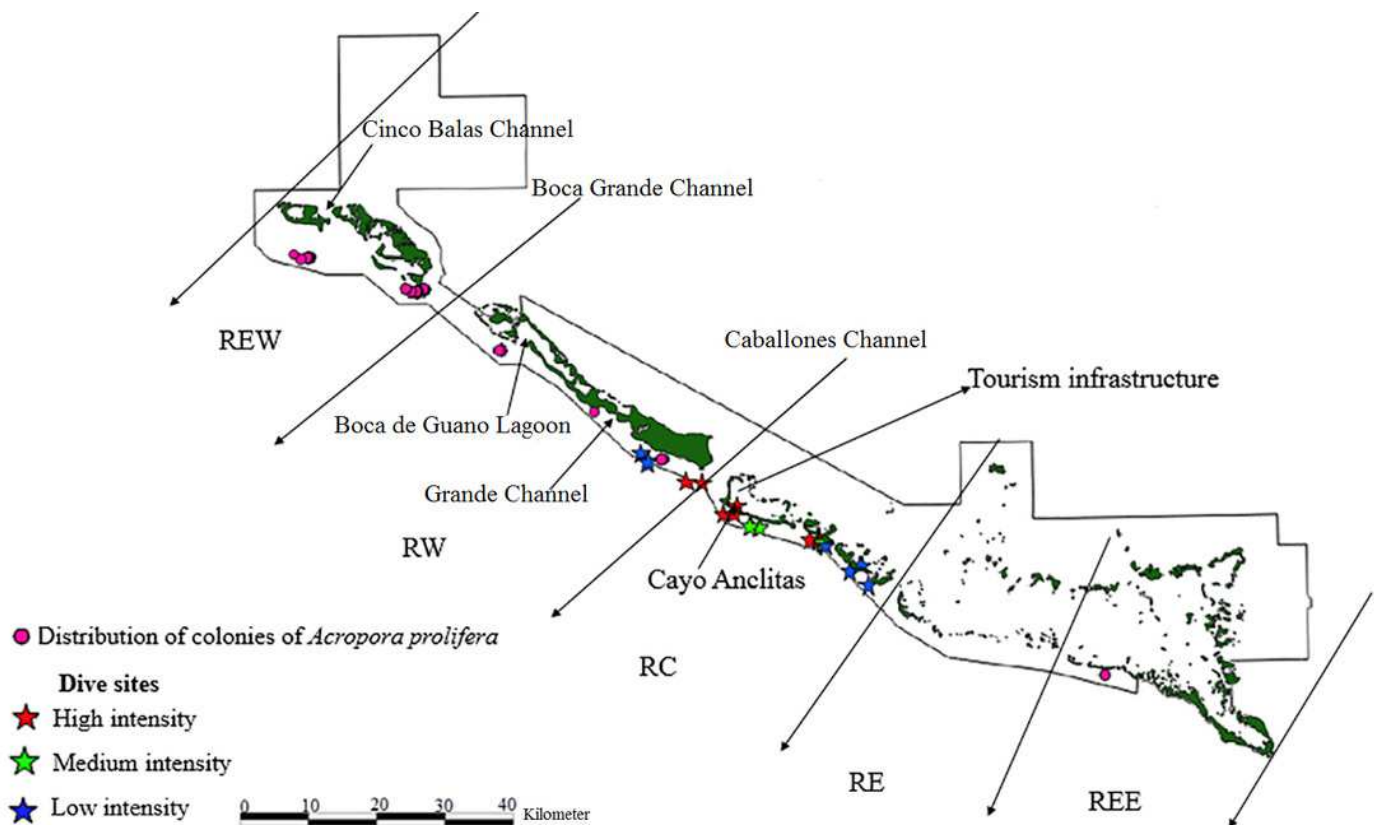 Cinco Balas Channel
Boca Grande Channel
REW
Caballones Channel
Tourism infrastructure
Boca de Guano Lagoon
Grande Channel
RW
Cayo Anclitas
Distribution of colonies of Acropora prolifera
RC
Dive sites
High intensity
Medium intensity
RE
REE
Low intensity
0 10 20 30 40
Kilometer